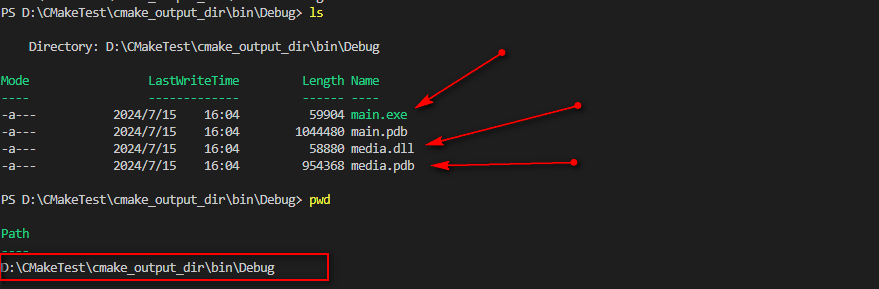 PS D:\CMakeTest\cmake_output_dir\bin\Debug> ls
Directory: D:\CMakeTest\cmake_output_dir\bin\Debug
Mode LastWriteTime Length Name
---- ------------- ------ ----
-a--- 2024/7/15 16:04 59904 main.exe
-a--- 2024/7/15 16:04 1044480 main.pdb
-a--- 2024/7/15 16:04 58880 media.dll
-a--- 2024/7/15 16:04 954368 media.pdb
PS D:\CMakeTest\cmake_output_dir\bin\Debug> pwd
Path
----
D:\CMakeTest\cmake_output_dir\bin\Debug